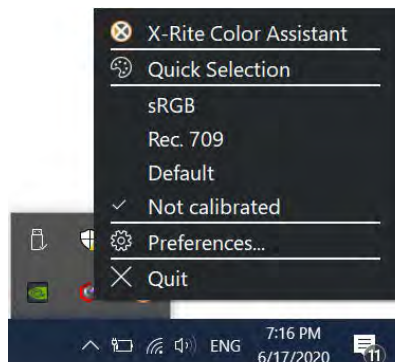 X-Rite Color Assistant
Quick Selection
sRGB
Rec. 709
Default
Not calibrated
Preferences...
Quit
ENG
7:16 PM
6/17/2020
11